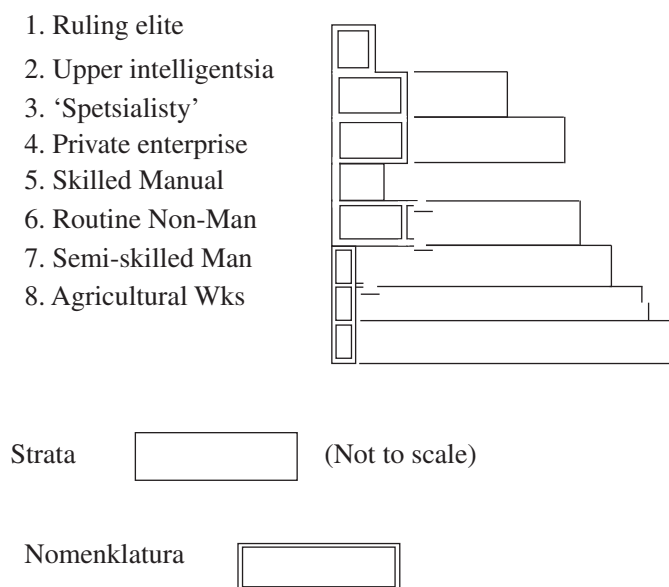 1. Ruling elite
2. Upper intelligentsia
3. ‘Spetsialisty’
4. Private enterprise
5. Skilled Manual
6. Routine Non-Man
7. Semi-skilled Man
8. Agricultural Wks
Strata (Not to scale)
Nomenklatura